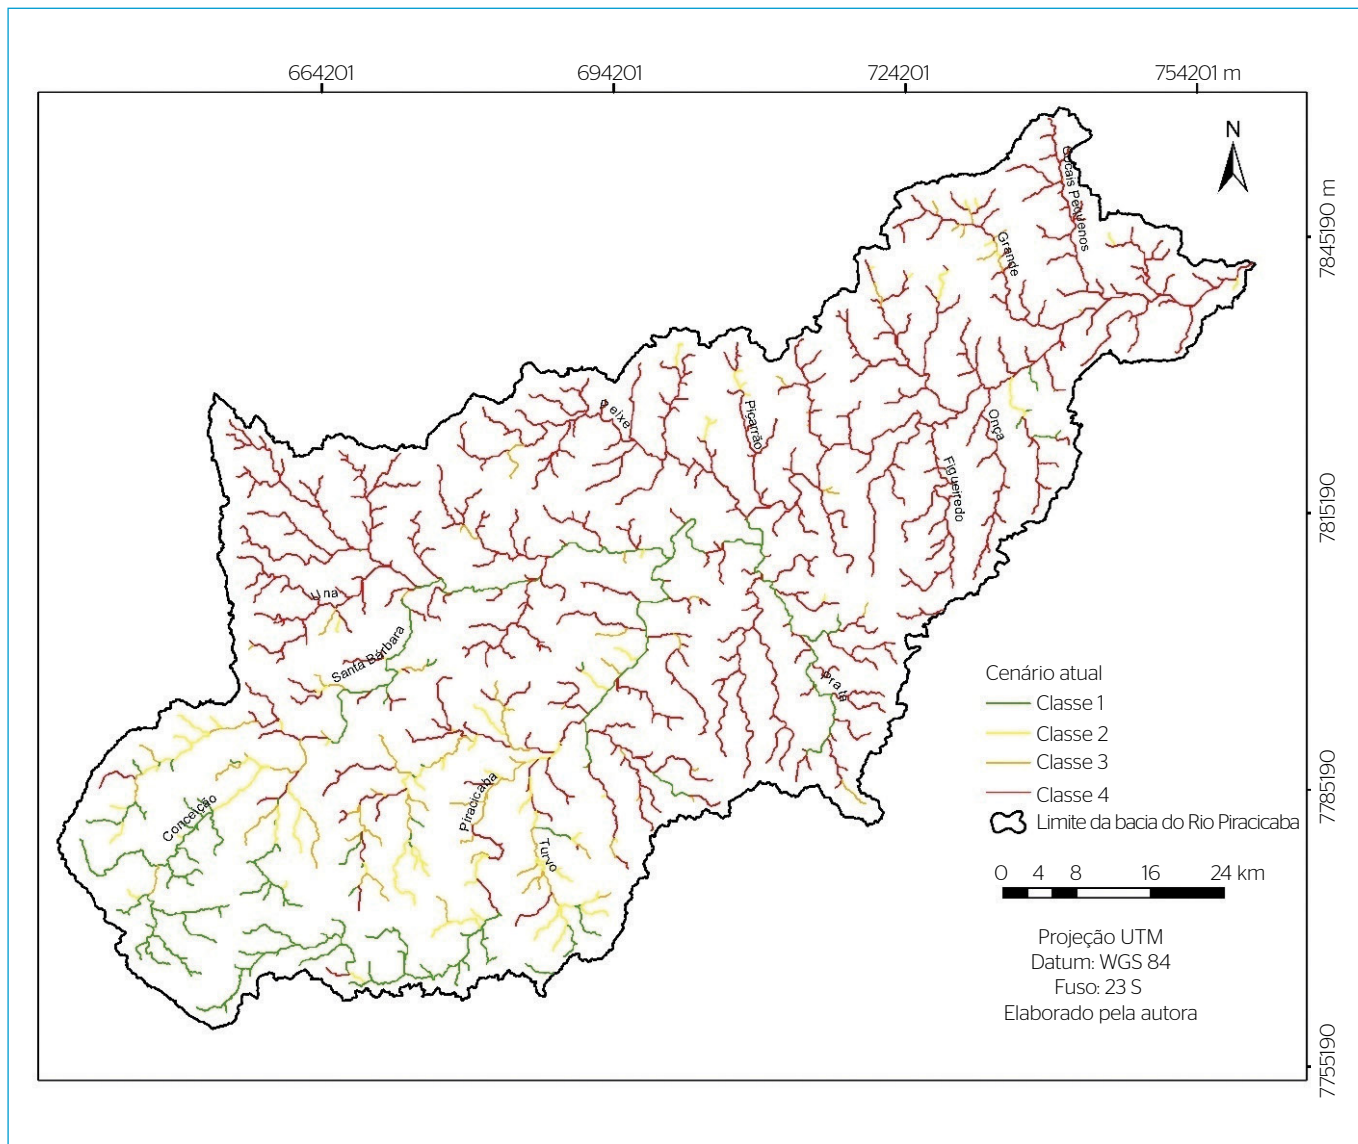 664201
694201
724201
754201 m
N
7845190 m
Cocais Pequenos
Grande
Peixe
Piçarrão
Onça
Figueiredo
7815190
Una
Santa Bárbara
Prata
Cenário atual
Classe 1
Classe 2
Classe 3
Classe 4
Limite da bacia do Rio Piracicaba
7785190
Conceição
Piracicaba
Turvo
0 4 8 16 24 km
Projeção UTM
Datum: WGS 84
Fuso: 23 S
Elaborado pela autora
7755190